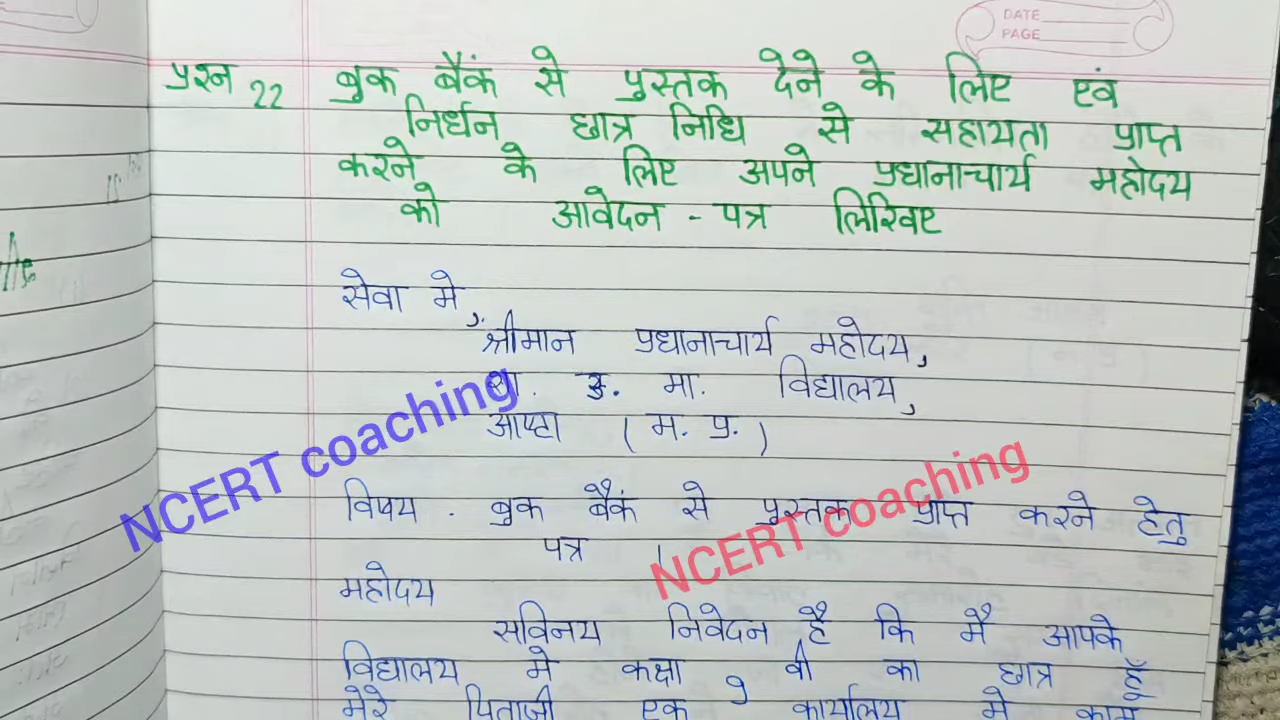 DATE
PAGE
प्रश्न 22 बुक बैंक से पुस्तक देने के लिए एवं
निर्धन छात्र निधि से सहायता प्राप्त
करने के लिए अपने प्रधानाचार्य महोदय
को आवेदन - पत्र लिखिए
सेवा मे,
श्रीमान प्रधानाचार्य महोदय,
उ. मा. विद्यालय,
आष्टा ( म. प्र. )
NCERT coaching
विषय . बुक बैंक से पुस्तक प्राप्त करने हेतु
पत्र ।
NCERT coaching
महोदय
सविनय निवेदन है कि मै आपके
विद्यालय मे कक्षा 9 वी का छात्र हूँ
मेरे पिताजी एक कार्यालय मे काम